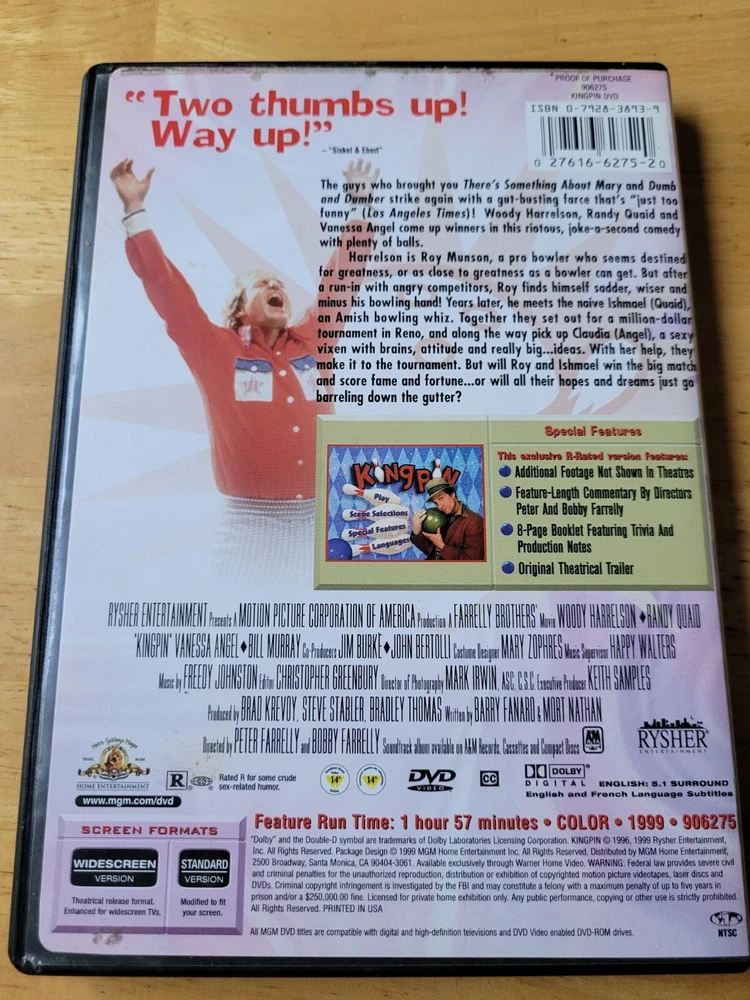 "Two thumbs up!
Way up!"
– "Siskel & Ebert"
PROOF OF PURCHASE
906275
KINGPIN DVD
ISBN 0-7928-3893-9
0 27616-6275-2 0
The guys who brought you There's Something About Mary and Dumb
and Dumber strike again with a gut-busting farce that's "just too
funny" (Los Angeles Times)! Woody Harrelson, Randy Quaid and
Vanessa Angel come up winners in this riotous, joke-a-second comedy
with plenty of balls.
Harrelson is Roy Munson, a pro bowler who seems destined
for greatness, or as close to greatness as a bowler can get. But after
a run-in with angry competitors, Roy finds himself sadder, wiser and
minus his bowling hand! Years later, he meets the naive Ishmael (Quaid),
an Amish bowling whiz. Together they set out for a million-dollar
tournament in Reno, and along the way pick up Claudia (Angel), a sexy
vixen with brains, attitude and really big...ideas. With her help, they
make it to the tournament. But will Roy and Ishmael win the big match
and score fame and fortune...or will all their hopes and dreams just go
barreling down the gutter?
Special Features
This exclusive R-Rated version features:
Additional Footage Not Shown In Theatres
Feature-Length Commentary By Directors
Peter And Bobby Farrelly
8-Page Booklet Featuring Trivia And
Production Notes
Original Theatrical Trailer
KINGPIN
Play
Scene Selections
Special Features
Languages
RYSHER ENTERTAINMENT Presents A MOTION PICTURE CORPORATION OF AMERICA Production A FARRELLY BROTHERS' Movie WOODY HARRELSON ♦ RANDY QUAID
"KINGPIN" VANESSA ANGEL ♦ BILL MURRAY Co-Producers JIM BURKE ♦ JOHN BERTOLLI Costume Designer MARY ZOPHRES Music Supervisor HAPPY WALTERS
Music by FREEDY JOHNSTON Editor CHRISTOPHER GREENBURY Director of Photography MARK IRWIN, ASC, C.S.C. Executive Producer KEITH SAMPLES
Produced by BRAD KREVOY, STEVE STABLER, BRADLEY THOMAS Written by BARRY FANARO & MORT NATHAN
Directed by PETER FARRELLY and BOBBY FARRELLY Soundtrack album available on A&M Records, Cassettes and Compact Discs
A&M
RYSHER
ENTERTAINMENT
Metro Goldwyn Mayer
TRADE MARK
HOME ENTERTAINMENT
www.mgm.com/dvd
R
Rated R for some crude
sex-related humor.
14
14
DVD
VIDEO
CC
DOLBY
DIGITAL
ENGLISH: 5.1 SURROUND
English and French Language Subtitles
SCREEN FORMATS
WIDESCREEN
VERSION
Theatrical release format.
Enhanced for widescreen TVs.
STANDARD
VERSION
Modified to fit
your screen.
Feature Run Time: 1 hour 57 minutes • COLOR • 1999 • 906275
"Dolby" and the Double-D symbol are trademarks of Dolby Laboratories Licensing Corporation. KINGPIN © 1996, 1999 Rysher Entertainment,
Inc. All Rights Reserved. Package Design © 1999 MGM Home Entertainment Inc. All Rights Reserved. Distributed by MGM Home Entertainment,
2500 Broadway, Santa Monica, CA 90404-3061. Available exclusively through Warner Home Video. WARNING: Federal law provides severe civil
and criminal penalties for the unauthorized reproduction, distribution or exhibition of copyrighted motion picture videotapes, laser discs and
DVDs. Criminal copyright infringement is investigated by the FBI and may constitute a felony with a maximum penalty of up to five years in
prison and/or a $250,000.00 fine. Licensed for private home exhibition only. Any public performance, copying or other use is strictly prohibited.
All Rights Reserved. PRINTED IN USA
All MGM DVD titles are compatible with digital and high-definition televisions and DVD Video enabled DVD-ROM drives.
NTSC